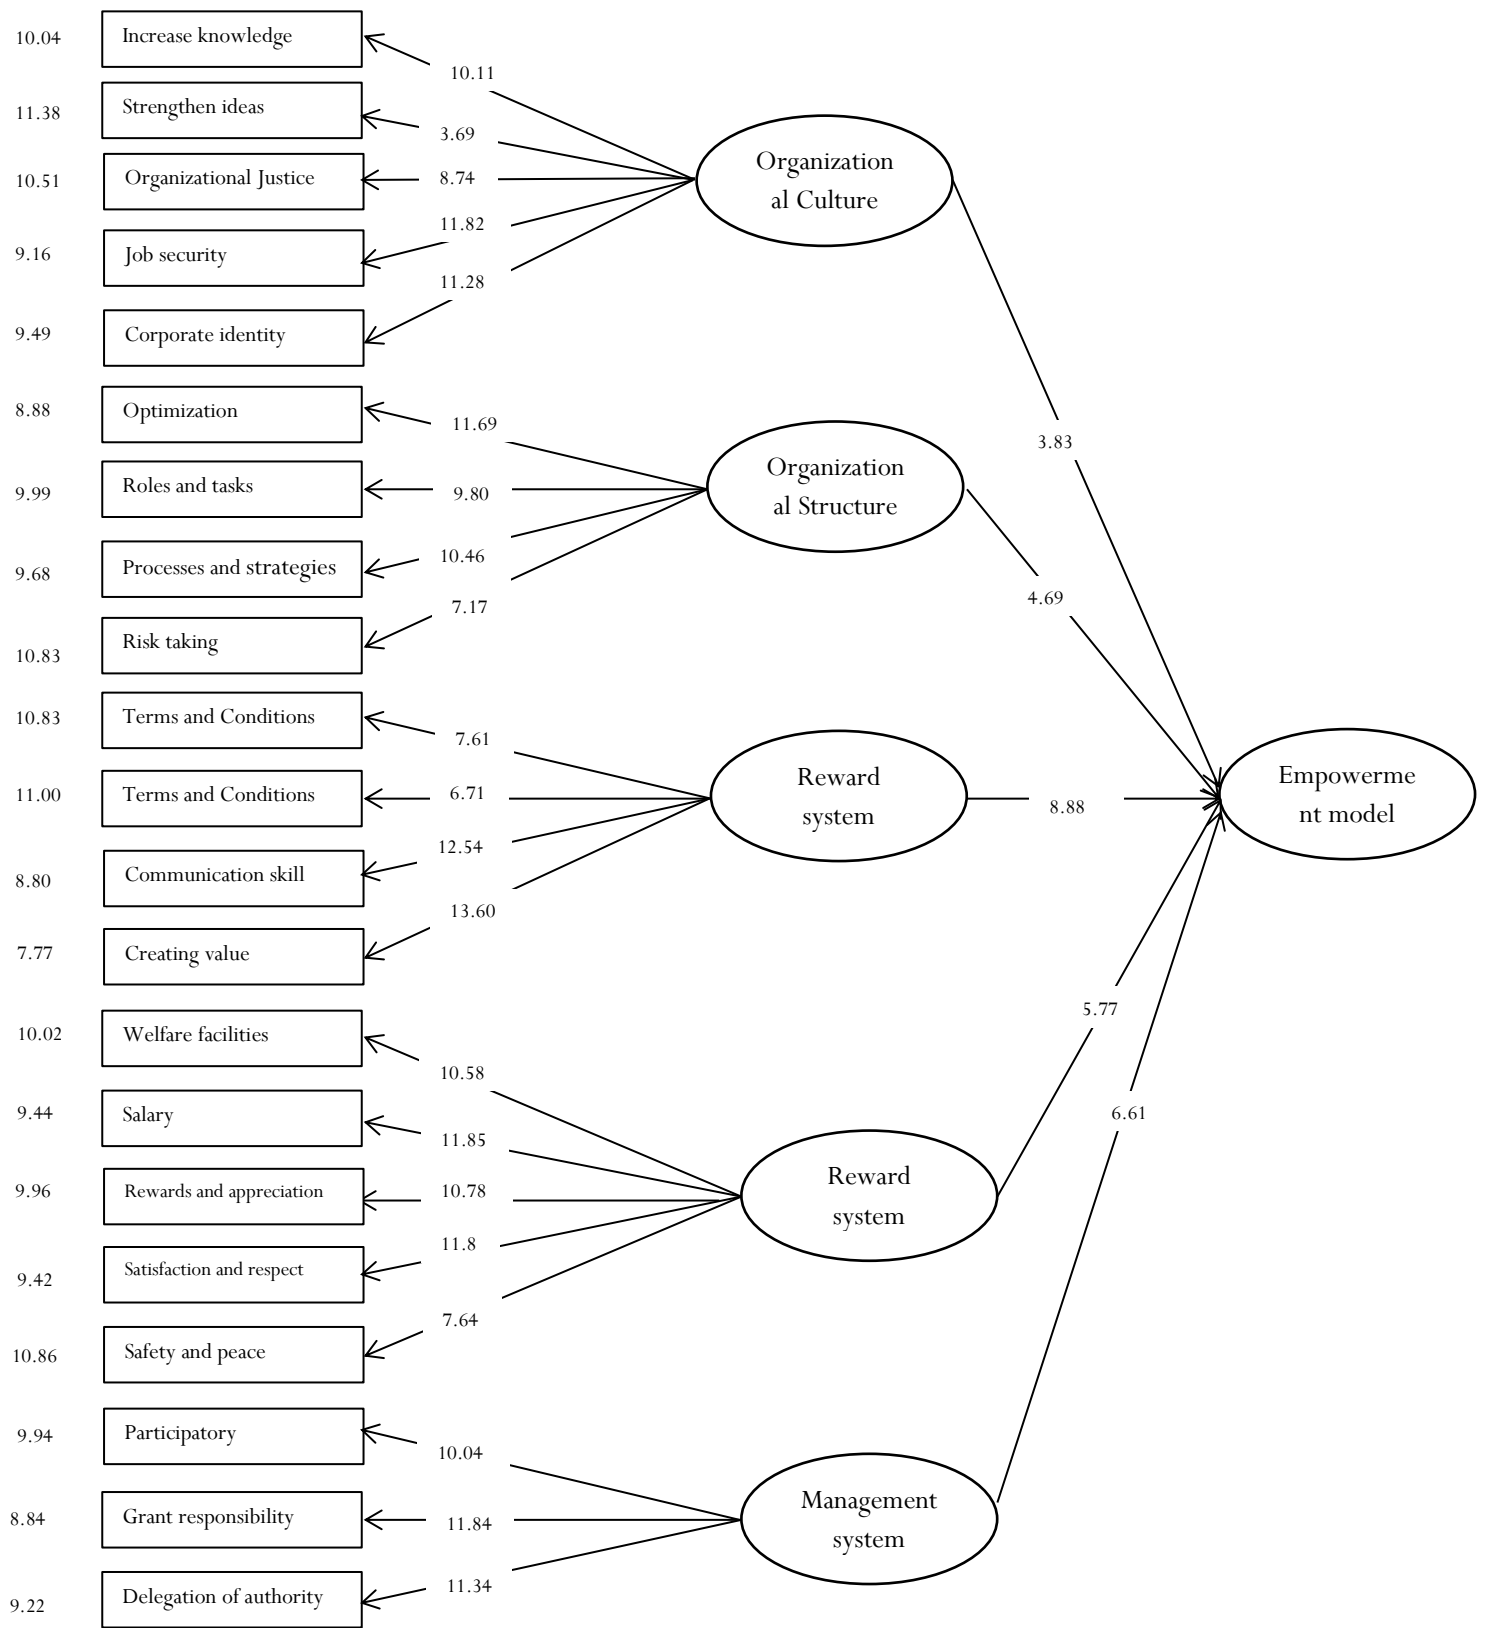 10.04
Increase knowledge
10.11
11.38
Strengthen ideas
3.69
10.51
Organizational Justice
8.74
11.82
9.16
Job security
11.28
9.49
Corporate identity
Organization
al Culture
8.88
Optimization
11.69
9.99
Roles and tasks
9.80
9.68
Processes and strategies
10.46
10.83
Risk taking
7.17
Organization
al Structure
10.83
Terms and Conditions
7.61
11.00
Terms and Conditions
6.71
8.80
Communication skill
12.54
7.77
Creating value
13.60
Reward
system
10.02
Welfare facilities
10.58
9.44
Salary
11.85
9.96
Rewards and appreciation
10.78
9.42
Satisfaction and respect
11.8
10.86
Safety and peace
7.64
Reward
system
9.94
Participatory
10.04
8.84
Grant responsibility
11.84
9.22
Delegation of authority
11.34
Management
system
3.83
4.69
8.88
5.77
6.61
Empowerme
nt model